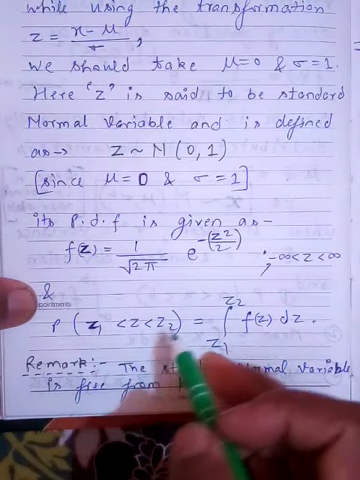 while using the transformation
z = (x - μ)/σ,
we should take μ=0 & σ=1.
Here 'z' is said to be standard
Normal variable and is defined
as→ Z ~ N (0, 1)
[since μ = 0 & σ = 1]
its P.d.f is given as-
f(z) = 1/√2π e^-(z²/2) ; -∞<z<∞
&
P (z₁ < z < z₂) = ∫_{z₁}^{z₂} f(z) dz.
Remark:- The Normal variable
is free from